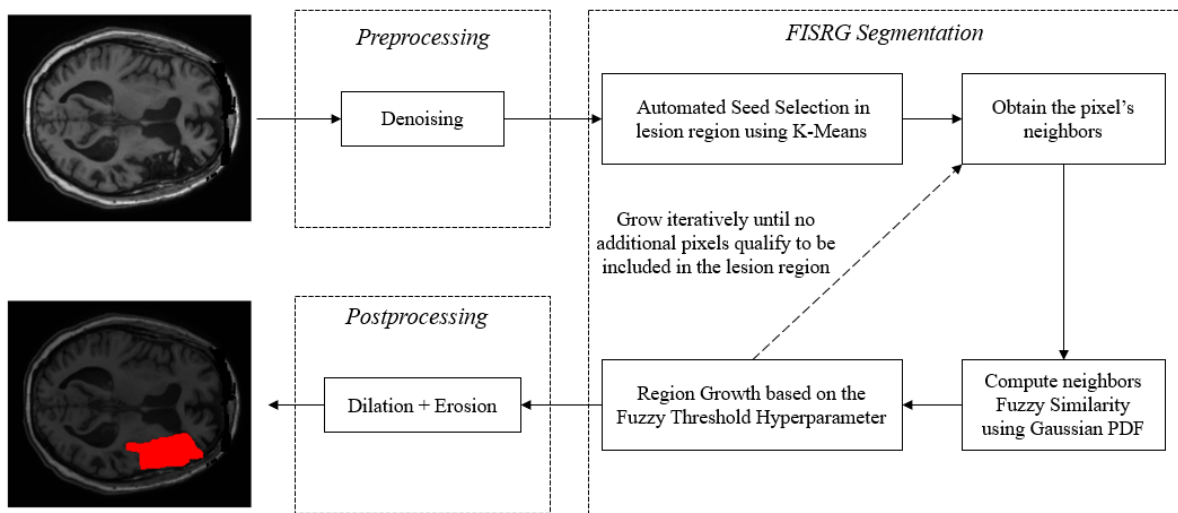 Preprocessing
Denoising
FISRG Segmentation
Automated Seed Selection in
lesion region using K-Means
Obtain the pixel's
neighbors
Grow iteratively until no
additional pixels qualify to be
included in the lesion region
Compute neighbors
Fuzzy Similarity
using Gaussian PDF
Region Growth based on the
Fuzzy Threshold Hyperparameter
Postprocessing
Dilation + Erosion